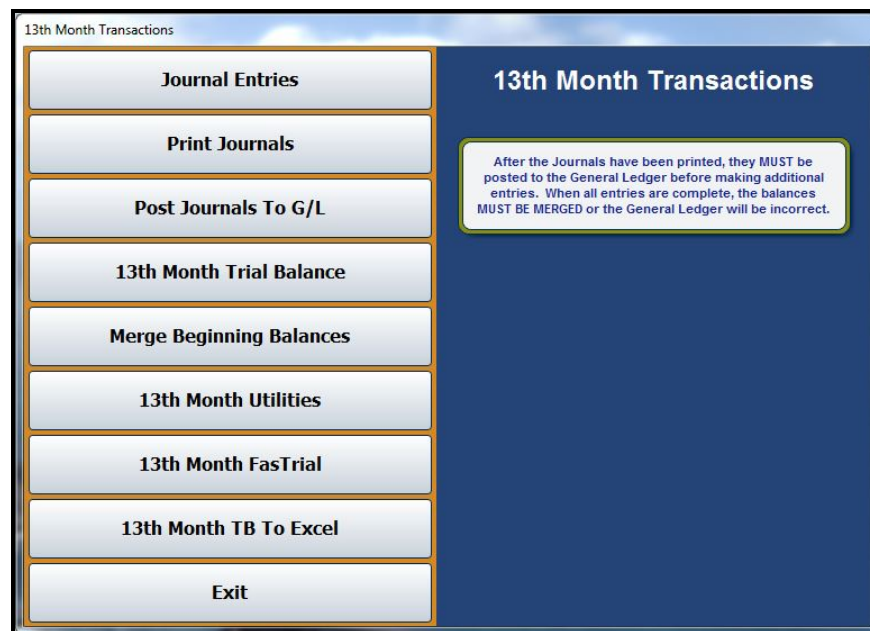 13th Month Transactions
Journal Entries
Print Journals
Post Journals To G/L
13th Month Trial Balance
Merge Beginning Balances
13th Month Utilities
13th Month FasTrial
13th Month TB To Excel
Exit
13th Month Transactions
After the Journals have been printed, they MUST be
posted to the General Ledger before making additional
entries. When all entries are complete, the balances
MUST BE MERGED or the General Ledger will be incorrect.